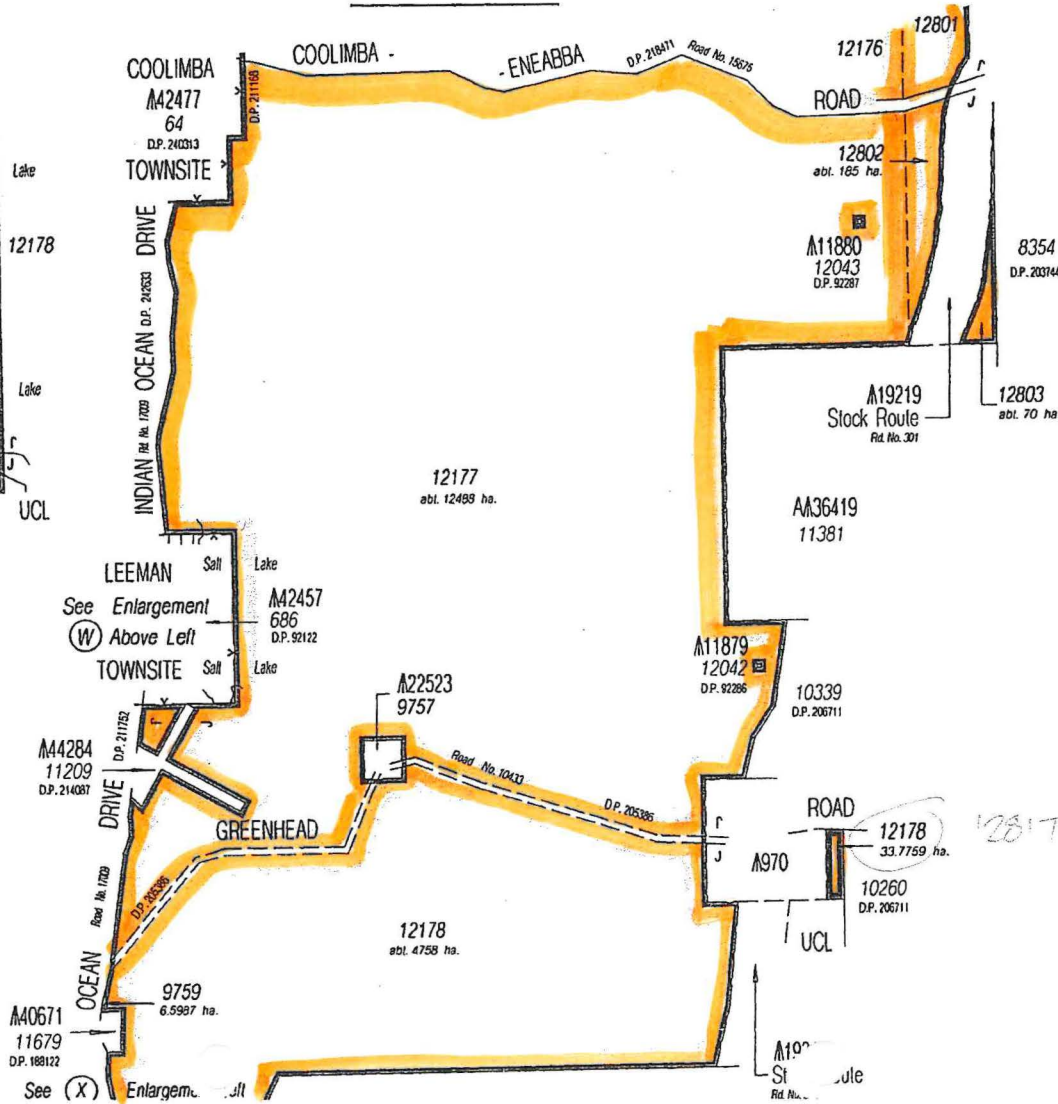 12801
12176
COOLIMBA - - ENEABBA
D.P. 218471 Road No. 15675
ROAD
COOLIMBA
42477
64
D.P. 240313
TOWNSITE
D.P. 211168
Lake
12178
Lake
UCL
12802
abt. 185 ha.
11880
12043
D.P. 92287
8354
D.P. 203744
INDIAN OCEAN DRIVE
Rd No. 17009 D.P. 242633
19219
Stock Route
Rd. No. 301
12803
abt. 70 ha
12177
abt. 12488 ha.
36419
11381
LEEMAN
Salt Lake
See Enlargement
W Above Left
TOWNSITE
Salt Lake
42457
686
D.P. 92122
11879
12042
D.P. 92286
10339
D.P. 206711
22523
9757
D.P. 211752
44284
11209
D.P. 214087
Road No. 10433
D.P. 205386
DRIVE
GREENHEAD
ROAD
12178
33.7759 ha.
12817
970
10260
D.P. 206711
Road No. 17009
D.P. 205386
12178
abt. 4758 ha.
UCL
OCEAN
9759
6.5987 ha.
40671
11679
D.P. 188122
See X